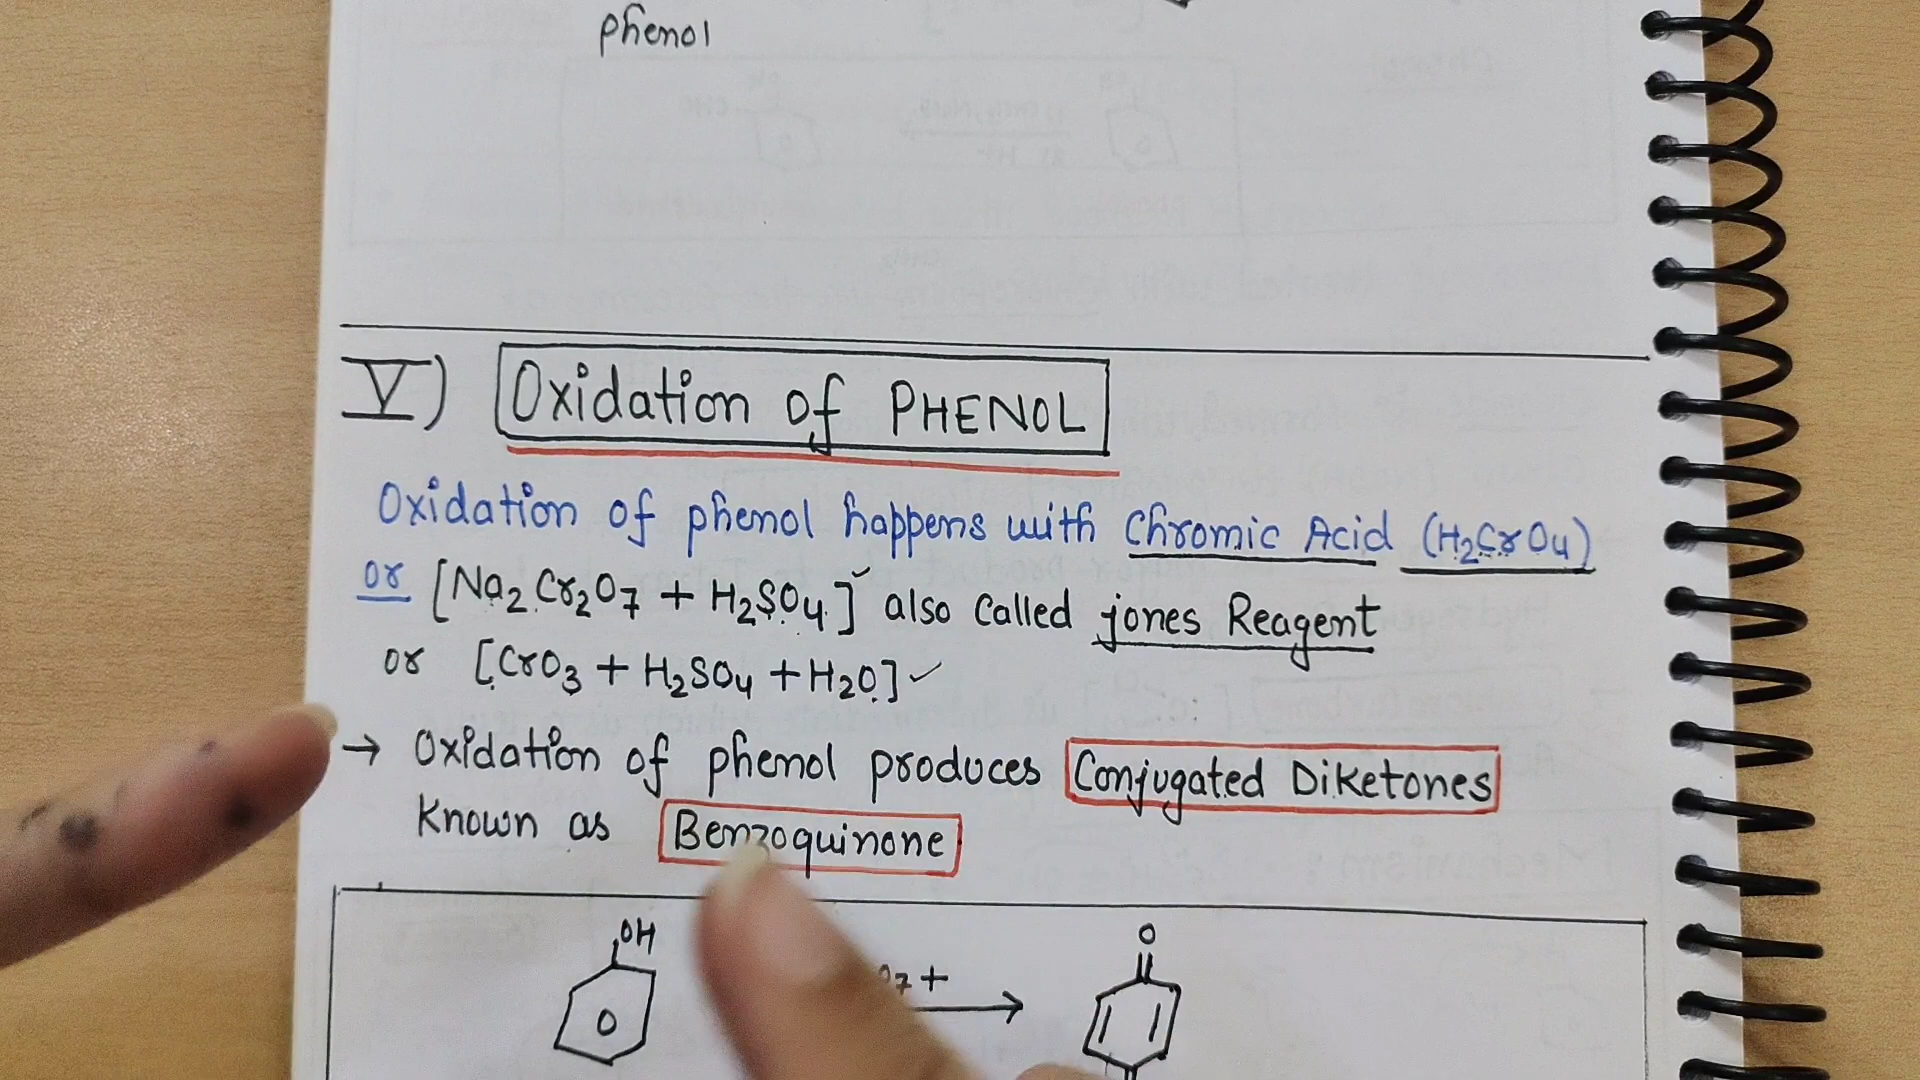 phenol
V) Oxidation of PHENOL
Oxidation of phenol happens with Chromic Acid (H2CrO4)
or [Na2Cr2O7 + H2SO4] also called jones Reagent
or [CrO3 + H2SO4 + H2O]
→ Oxidation of phenol produces Conjugated Diketones
known as Benzoquinone
OH
O
O7 +